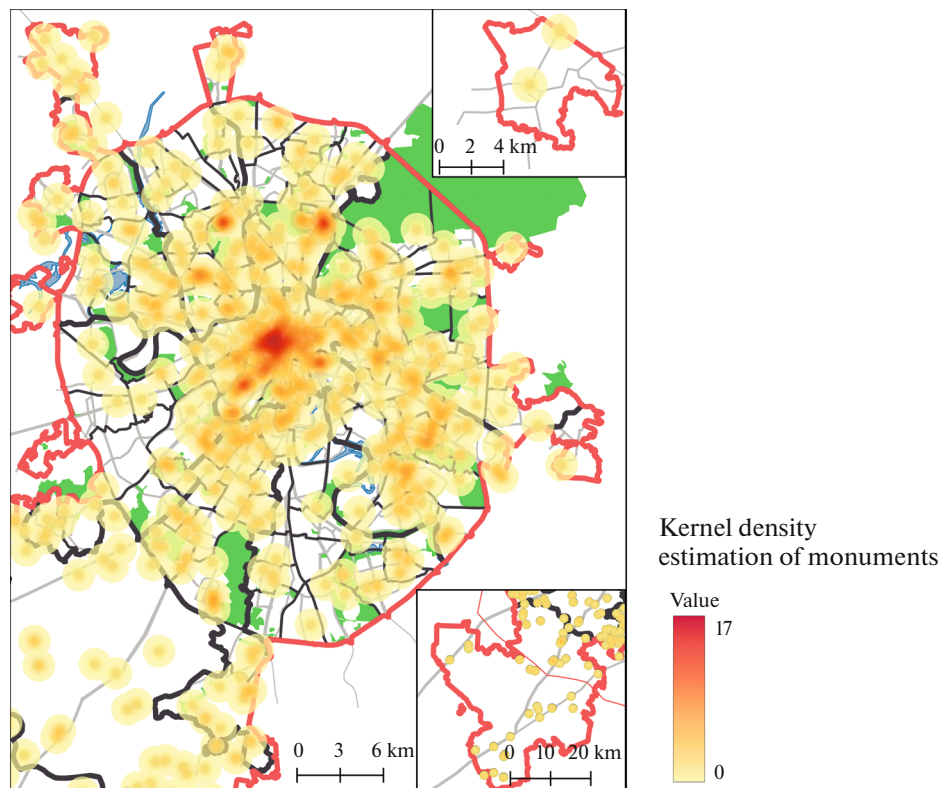 0 2 4 km
Kernel density
estimation of monuments
Value
17
0
0 3 6 km
0 10 20 km